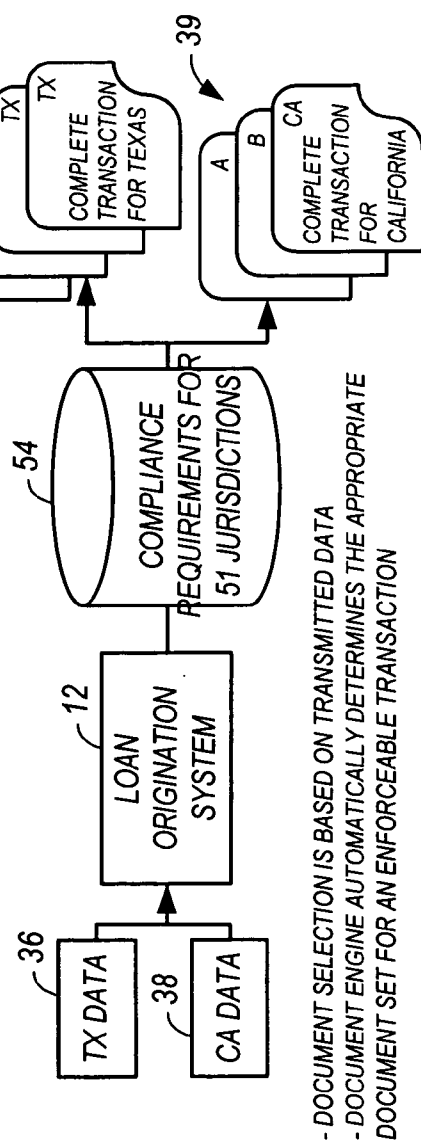 36
TX DATA
38
CA DATA
12
LOAN
ORIGINATION
SYSTEM
54
COMPLIANCE
REQUIREMENTS FOR
51 JURISDICTIONS
TX
TX
COMPLETE
TRANSACTION
FOR TEXAS
39
A
B
CA
COMPLETE
TRANSACTION
FOR
CALIFORNIA
- DOCUMENT SELECTION IS BASED ON TRANSMITTED DATA
- DOCUMENT ENGINE AUTOMATICALLY DETERMINES THE APPROPRIATE
DOCUMENT SET FOR AN ENFORCEABLE TRANSACTION